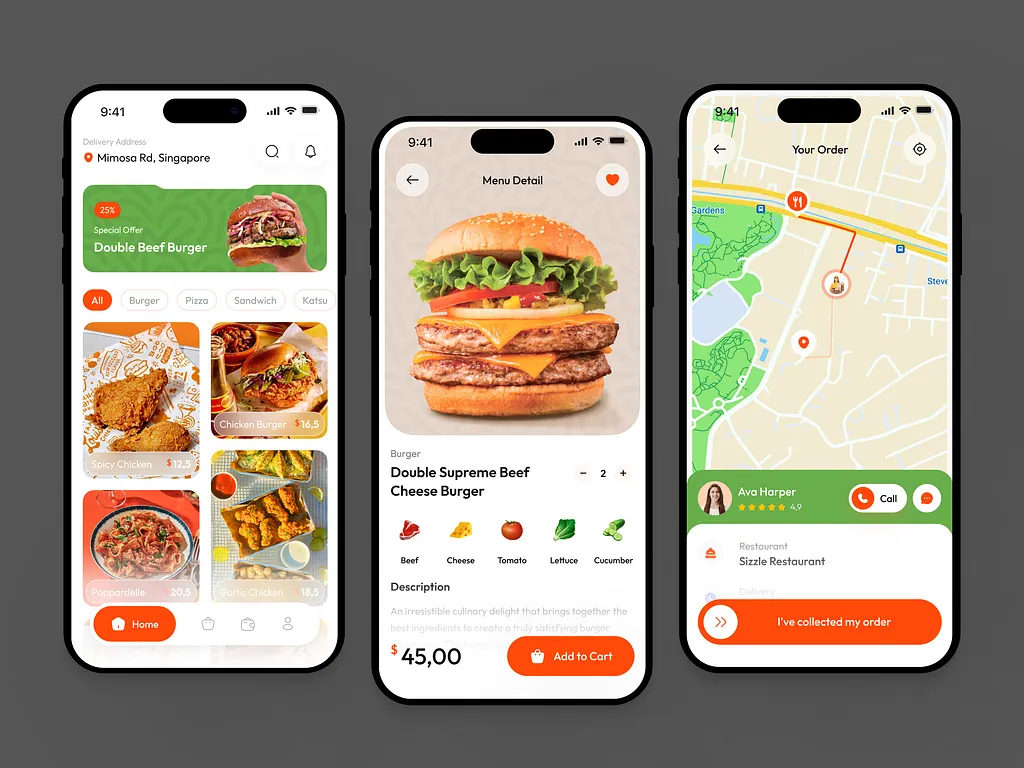 9:41
Delivery Address
Mimosa Rd, Singapore
25%
Special Offer
Double Beef Burger
All
Burger
Pizza
Sandwich
Katsu
Spicy Chicken
$12,5
Chicken Burger
$16,5
Pappardelle
20,5
Garlic Chicken
18,5
Home
9:41
Menu Detail
Burger
Double Supreme Beef
Cheese Burger
− 2 +
Beef
Cheese
Tomato
Lettuce
Cucumber
Description
An irresistible culinary delight that brings together the
best ingredients to create a truly satisfying burger
$45,00
Add to Cart
9:41
Your Order
Gardens
Steve
Ava Harper
4,9
Call
Restaurant
Sizzle Restaurant
Delivery
I've collected my order